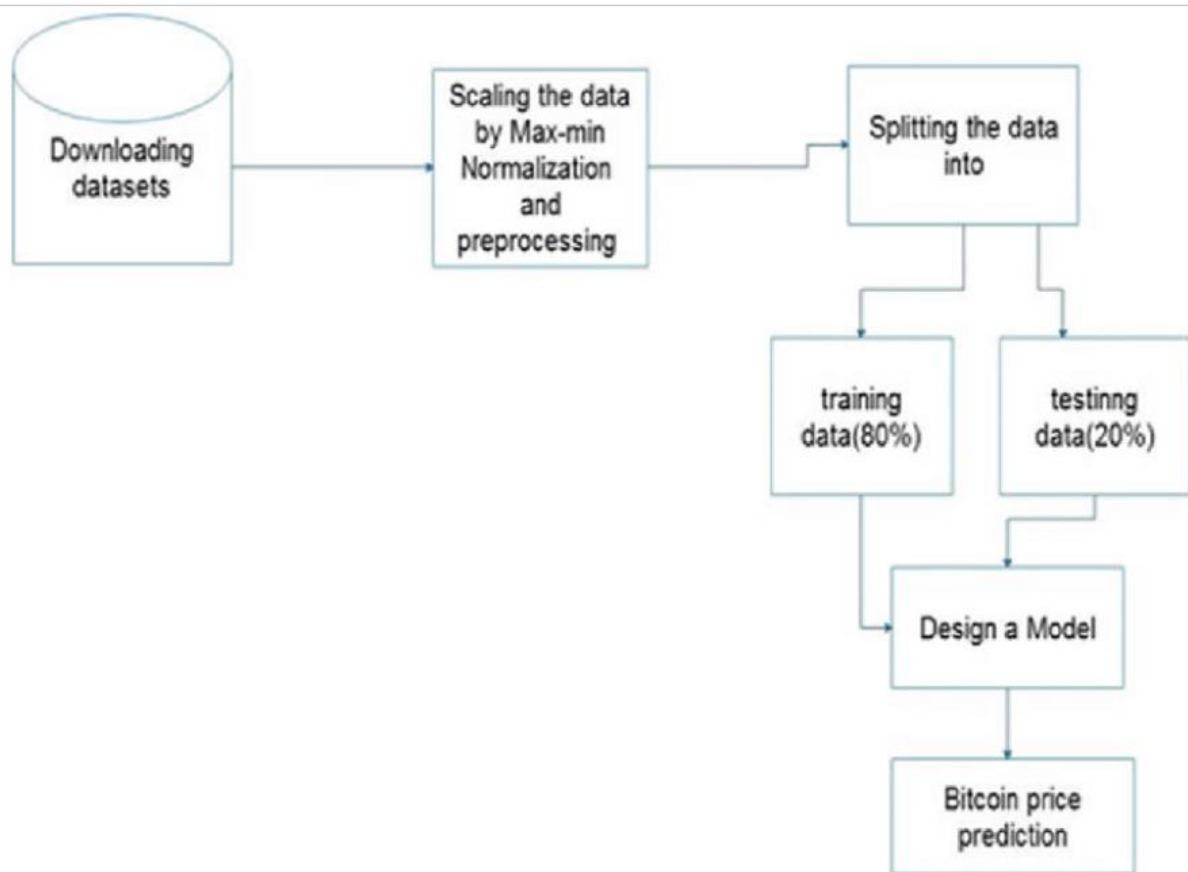 Downloading
datasets
Scaling the data
by Max-min
Normalization
and
preprocessing
Splitting the data
into
training
data(80%)
testinng
data(20%)
Design a Model
Bitcoin price
prediction